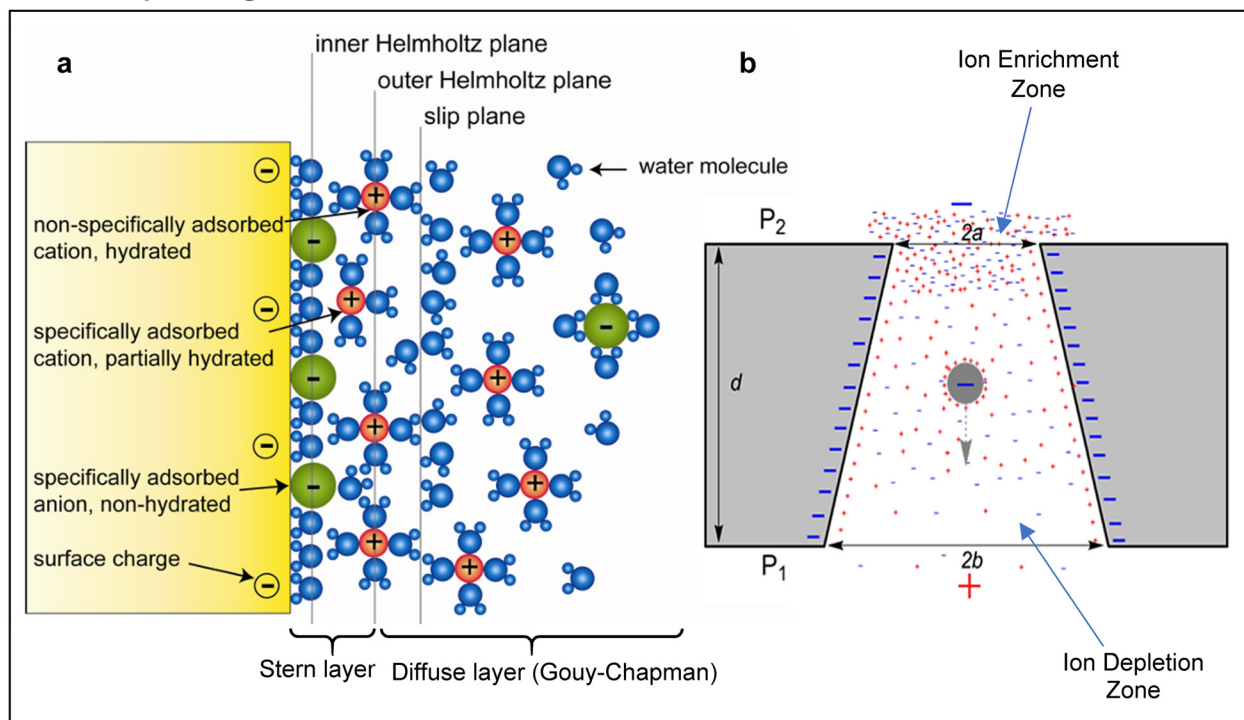 a
inner Helmholtz plane
outer Helmholtz plane
slip plane
water molecule
non-specifically adsorbed
cation, hydrated
specifically adsorbed
cation, partially hydrated
specifically adsorbed
anion, non-hydrated
surface charge
Stern layer
Diffuse layer (Gouy-Chapman)
b
Ion Enrichment
Zone
P2
2a
d
P1
2b
Ion Depletion
Zone